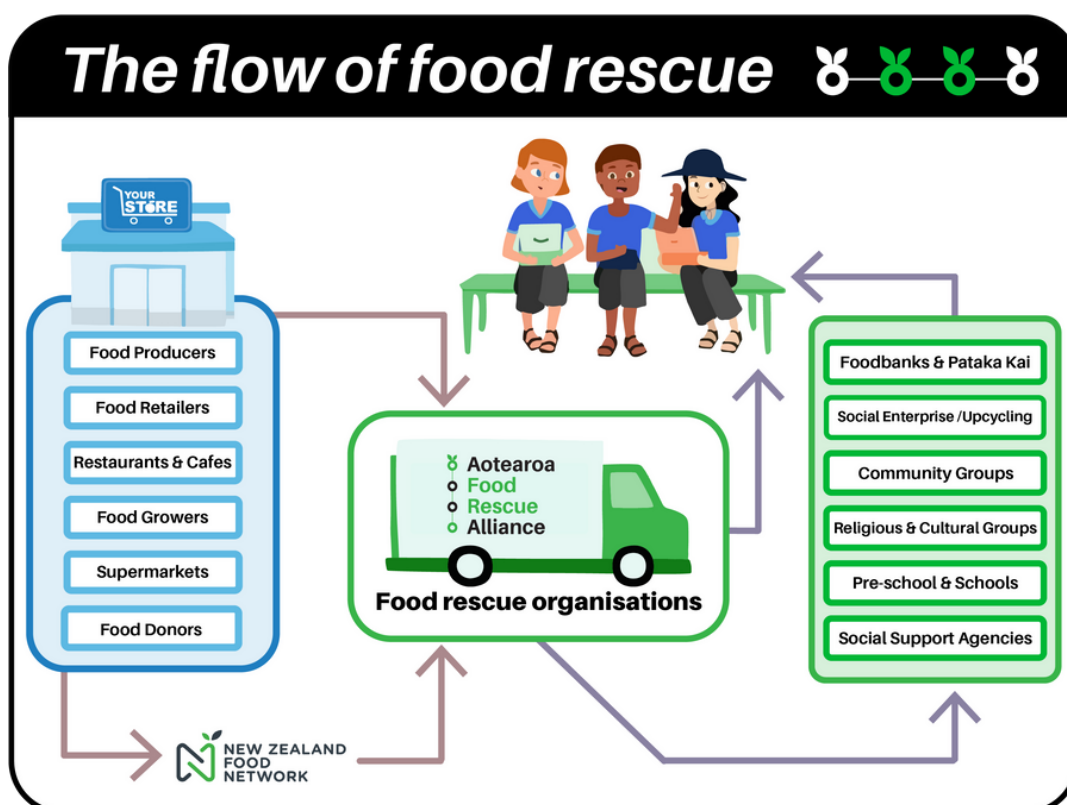 The flow of food rescue
YOUR
STORE
Food Producers
Food Retailers
Restaurants & Cafes
Food Growers
Supermarkets
Food Donors
NEW ZEALAND
FOOD
NETWORK
Aotearoa
Food
Rescue
Alliance
Food rescue organisations
Foodbanks & Pataka Kai
Social Enterprise /Upcycling
Community Groups
Religious & Cultural Groups
Pre-school & Schools
Social Support Agencies